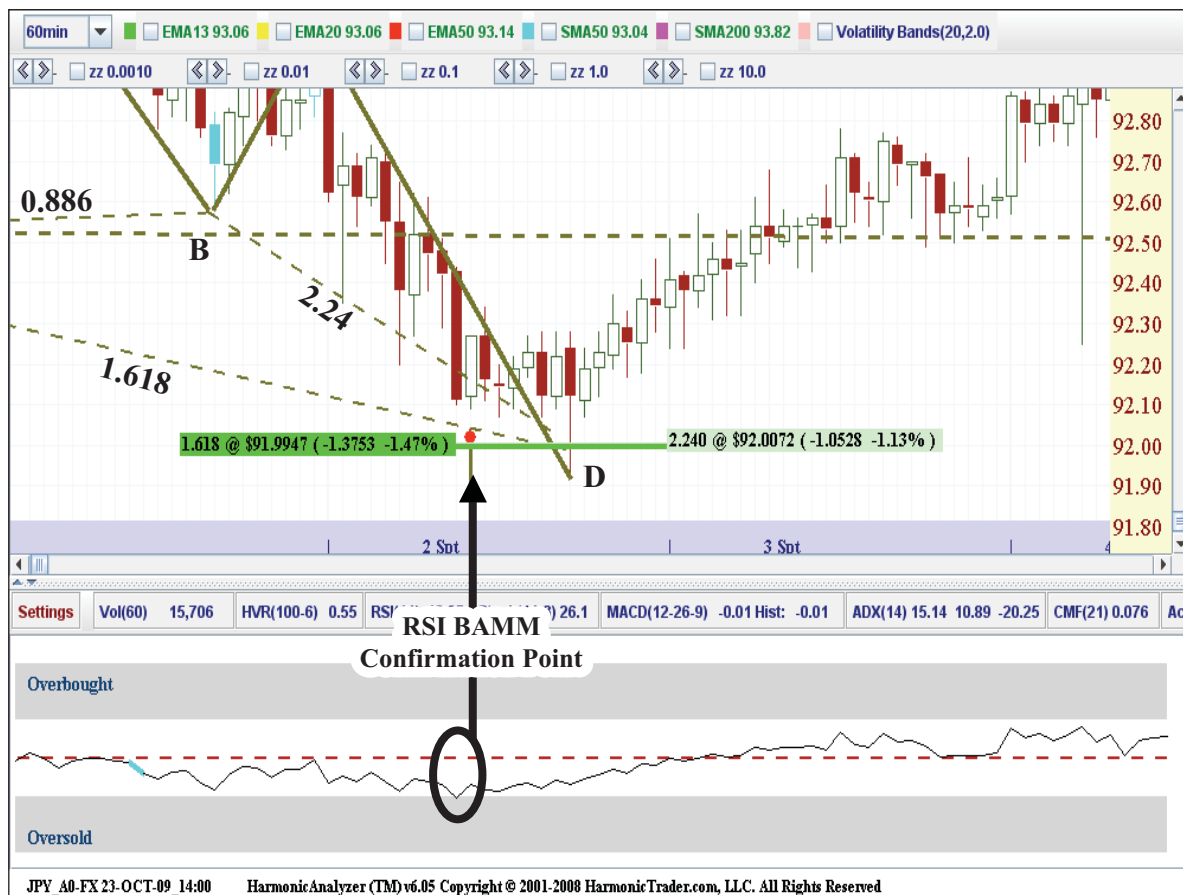 60min EMA13 93.06 EMA20 93.06 EMA50 93.14 SMA50 93.04 SMA200 93.82 Volatility Bands(20,2.0)
zz 0.0010 zz 0.01 zz 0.1 zz 1.0 zz 10.0
92.80
92.70
0.886
92.60
B
92.50
2.24
92.40
92.30
1.618
92.20
92.10
1.618 @ $91.9947 ( -1.3753 -1.47% )
2.240 @ $92.0072 ( -1.0528 -1.13% )
92.00
D
91.90
91.80
2 Spt 3 Spt 4
Settings Vol(60) 15,706 HVR(100-6) 0.55 26.1 MACD(12-26-9) -0.01 Hist: -0.01 ADX(14) 15.14 10.89 -20.25 CMF(21) 0.076
RSI BAMM
Confirmation Point
Overbought
Oversold
JPY_A0-FX 23-OCT-09_14:00 HarmonicAnalyzer (TM) v6.05 Copyright © 2001-2008 HarmonicTrader.com, LLC. All Rights Reserved